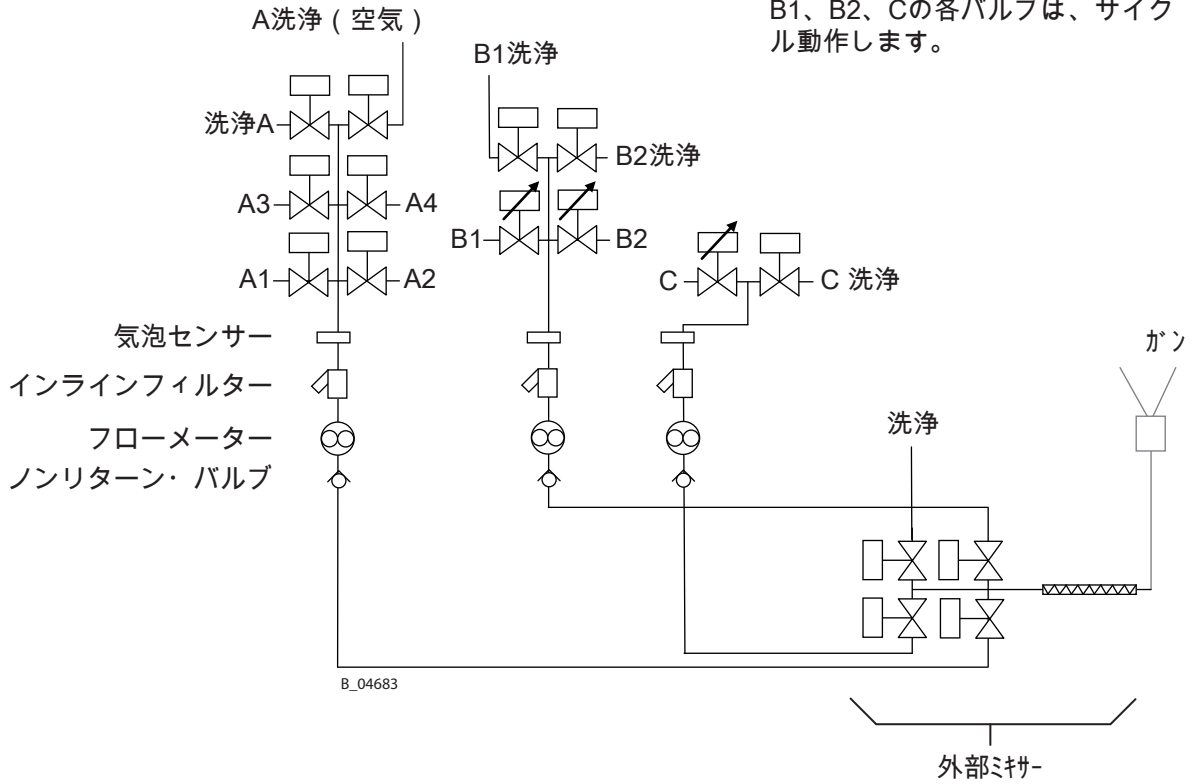 B1、B2、Cの各バルブは、サイク
ル動作します。
A洗浄 ( 空気 )
B1洗浄
洗浄A
B2洗浄
A3
A4
B1
B2
A1
A2
C
C 洗浄
気泡センサー
ガン
インラインフィルター
フローメーター
洗浄
ノンリターン・ バルブ
B_04683
外部ミキサー